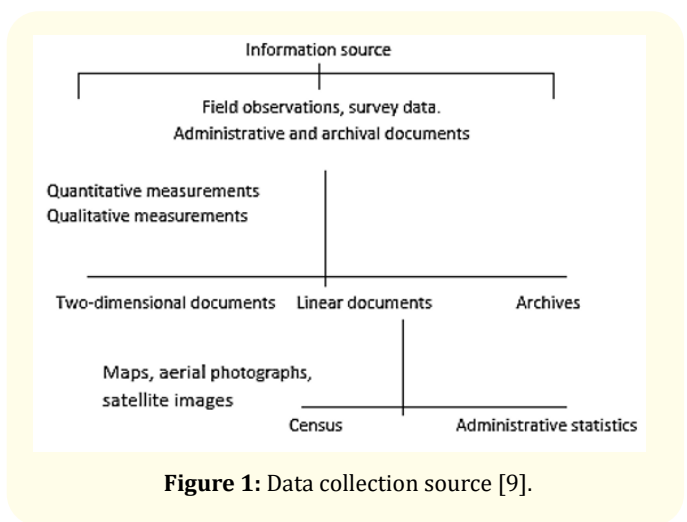 Information source
Field observations, survey data.
Administrative and archival documents
Quantitative measurements
Qualitative measurements
Two-dimensional documents Linear documents Archives
Maps, aerial photographs,
satellite images
Census Administrative statistics
Figure 1: Data collection source [9].